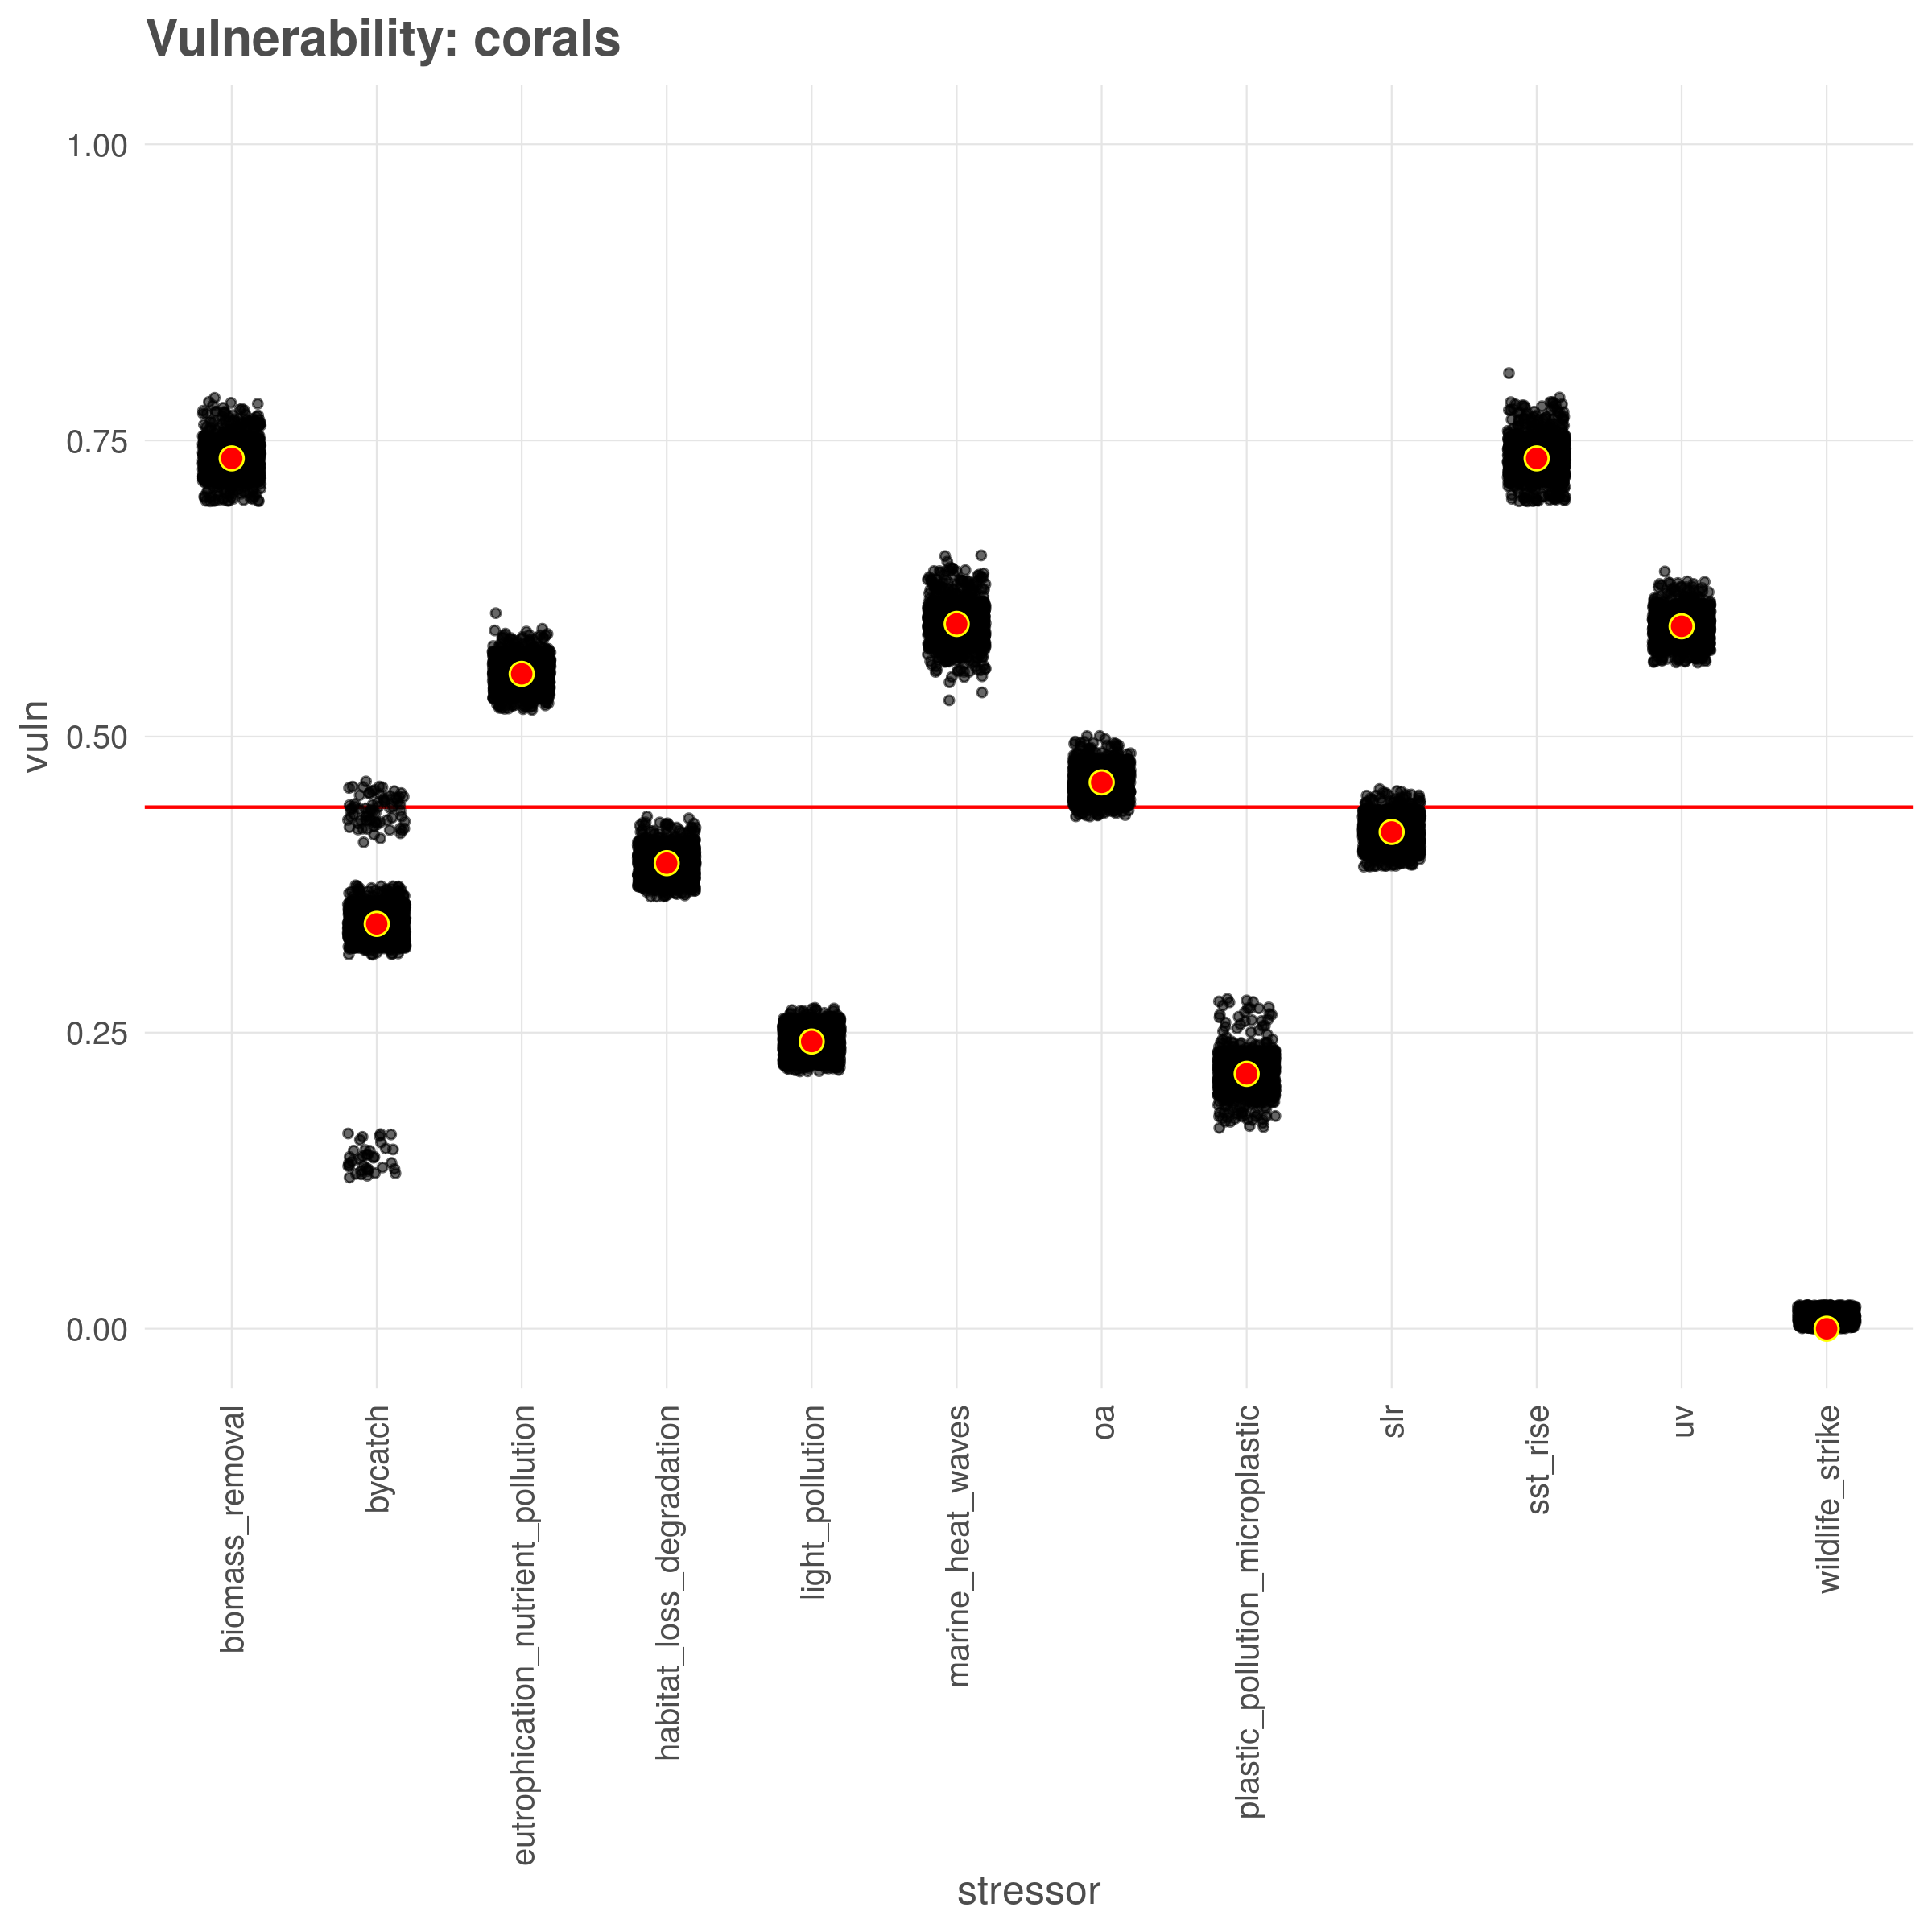 Vulnerability: corals
1.00
0.75
0.50
0.25
0.00
vuln
biomass_removal
bycatch
eutrophication_nutrient_pollution
habitat_loss_degradation
light_pollution
marine_heat_waves
oa
plastic_pollution_microplastic
slr
sst_rise
uv
wildlife_strike
stressor